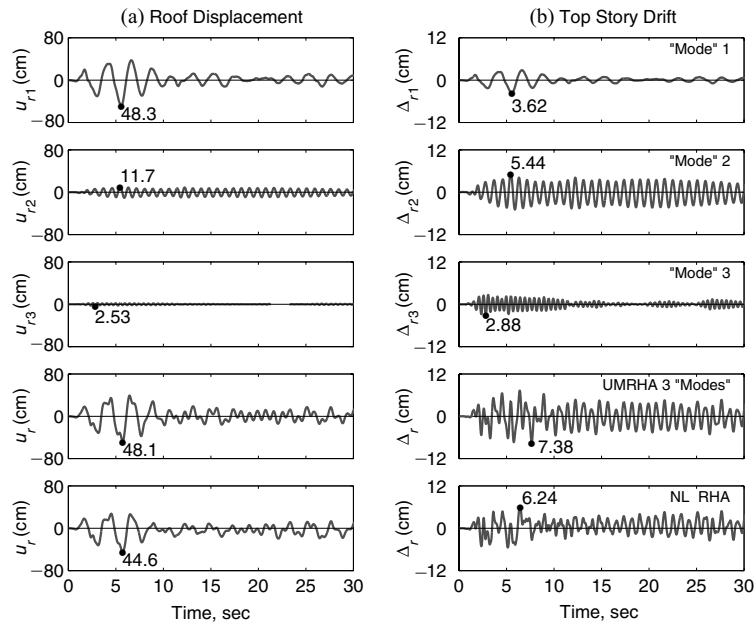 (a) Roof Displacement
(b) Top Story Drift
80
0
−80
u_r1 (cm)
48.3
12
0
−12
Δ_r1 (cm)
"Mode" 1
3.62
80
0
−80
u_r2 (cm)
11.7
12
0
−12
Δ_r2 (cm)
5.44
"Mode" 2
80
0
−80
u_r3 (cm)
2.53
12
0
−12
Δ_r3 (cm)
"Mode" 3
2.88
80
0
−80
u_r (cm)
48.1
12
0
−12
Δ_r (cm)
UMRHA 3 "Modes"
7.38
80
0
−80
u_r (cm)
44.6
0 5 10 15 20 25 30
Time, sec
12
0
−12
Δ_r (cm)
6.24
NL RHA
0 5 10 15 20 25 30
Time, sec